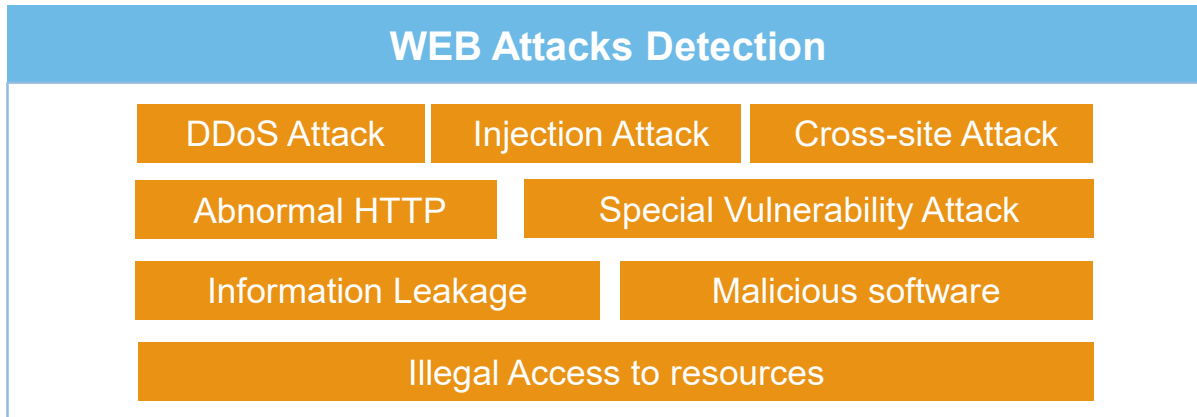 WEB Attacks Detection
DDoS Attack
Injection Attack
Cross-site Attack
Abnormal HTTP
Special Vulnerability Attack
Information Leakage
Malicious software
Illegal Access to resources